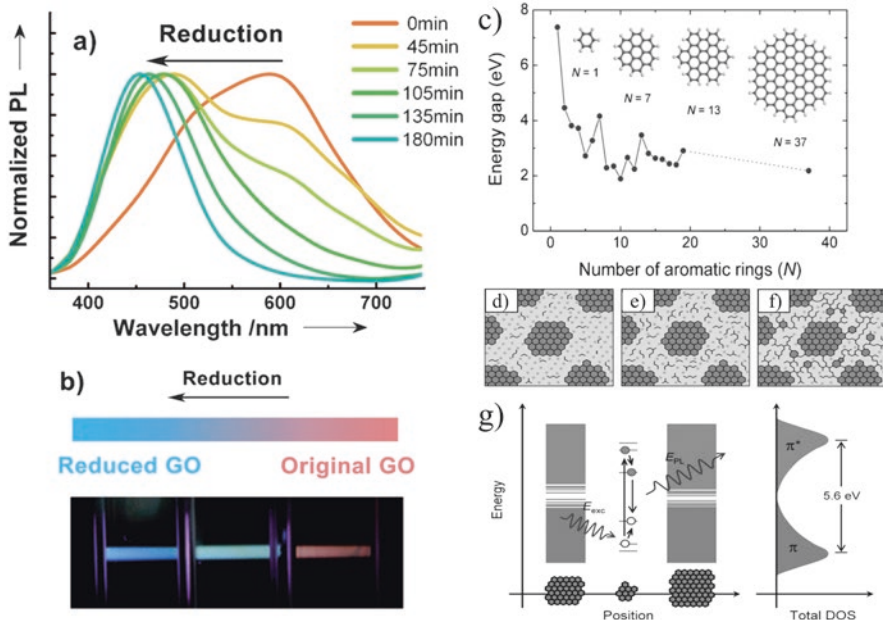 a)
Reduction
0min
45min
75min
105min
135min
180min
Normalized PL
400 500 600 700
Wavelength /nm
b)
Reduction
Reduced GO Original GO
c)
Energy gap (eV)
8
6
4
2
0
N = 1
N = 7
N = 13
N = 37
0 10 20 30 40
Number of aromatic rings (N)
d) e) f)
g)
Energy
E exc
E PL
Position
π*
5.6 eV
π
Total DOS